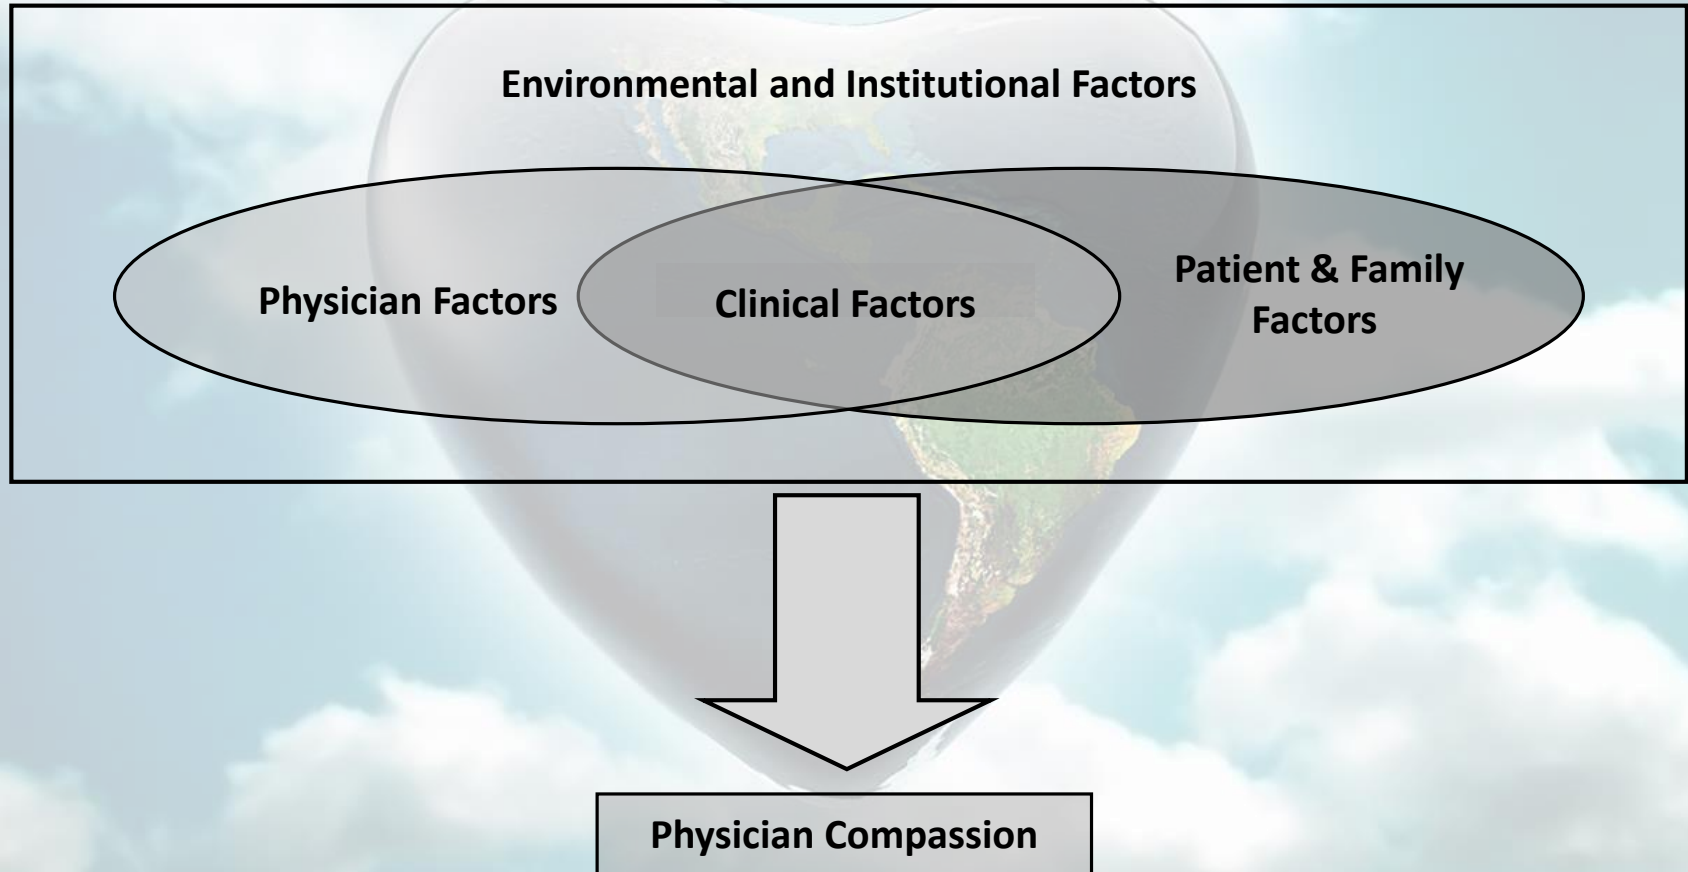 Environmental and Institutional Factors
Physician Factors
Clinical Factors
Patient & Family
Factors
Physician Compassion